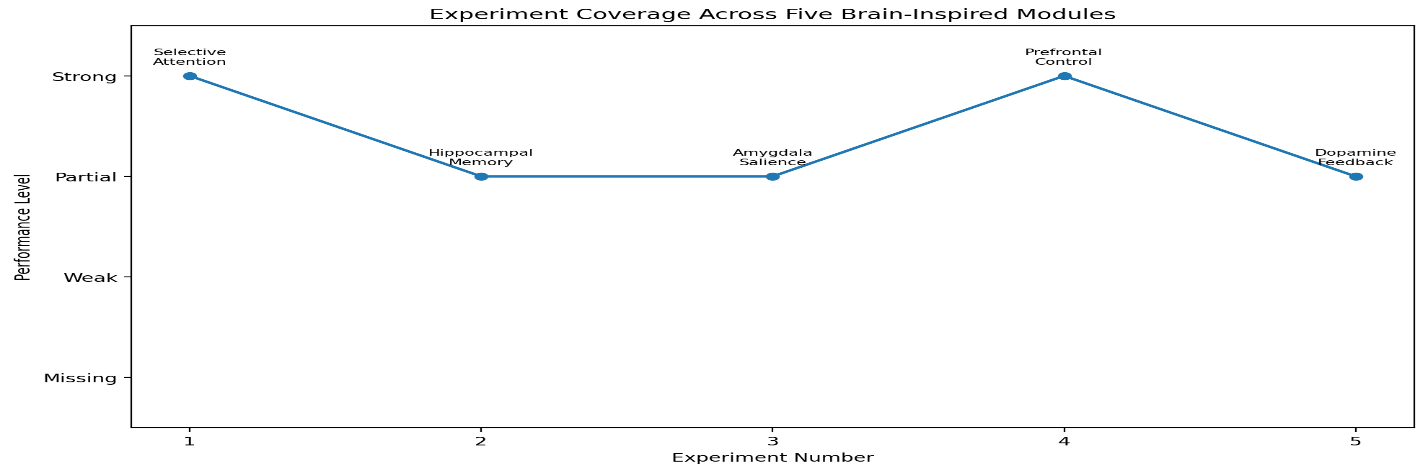 Experiment Coverage Across Five Brain-Inspired Modules
Selective
Attention
Prefrontal
Control
Strong
Hippocampal
Memory
Amygdala
Salience
Dopamine
Feedback
Partial
Performance Level
Weak
Missing
1
2
3
4
5
Experiment Number